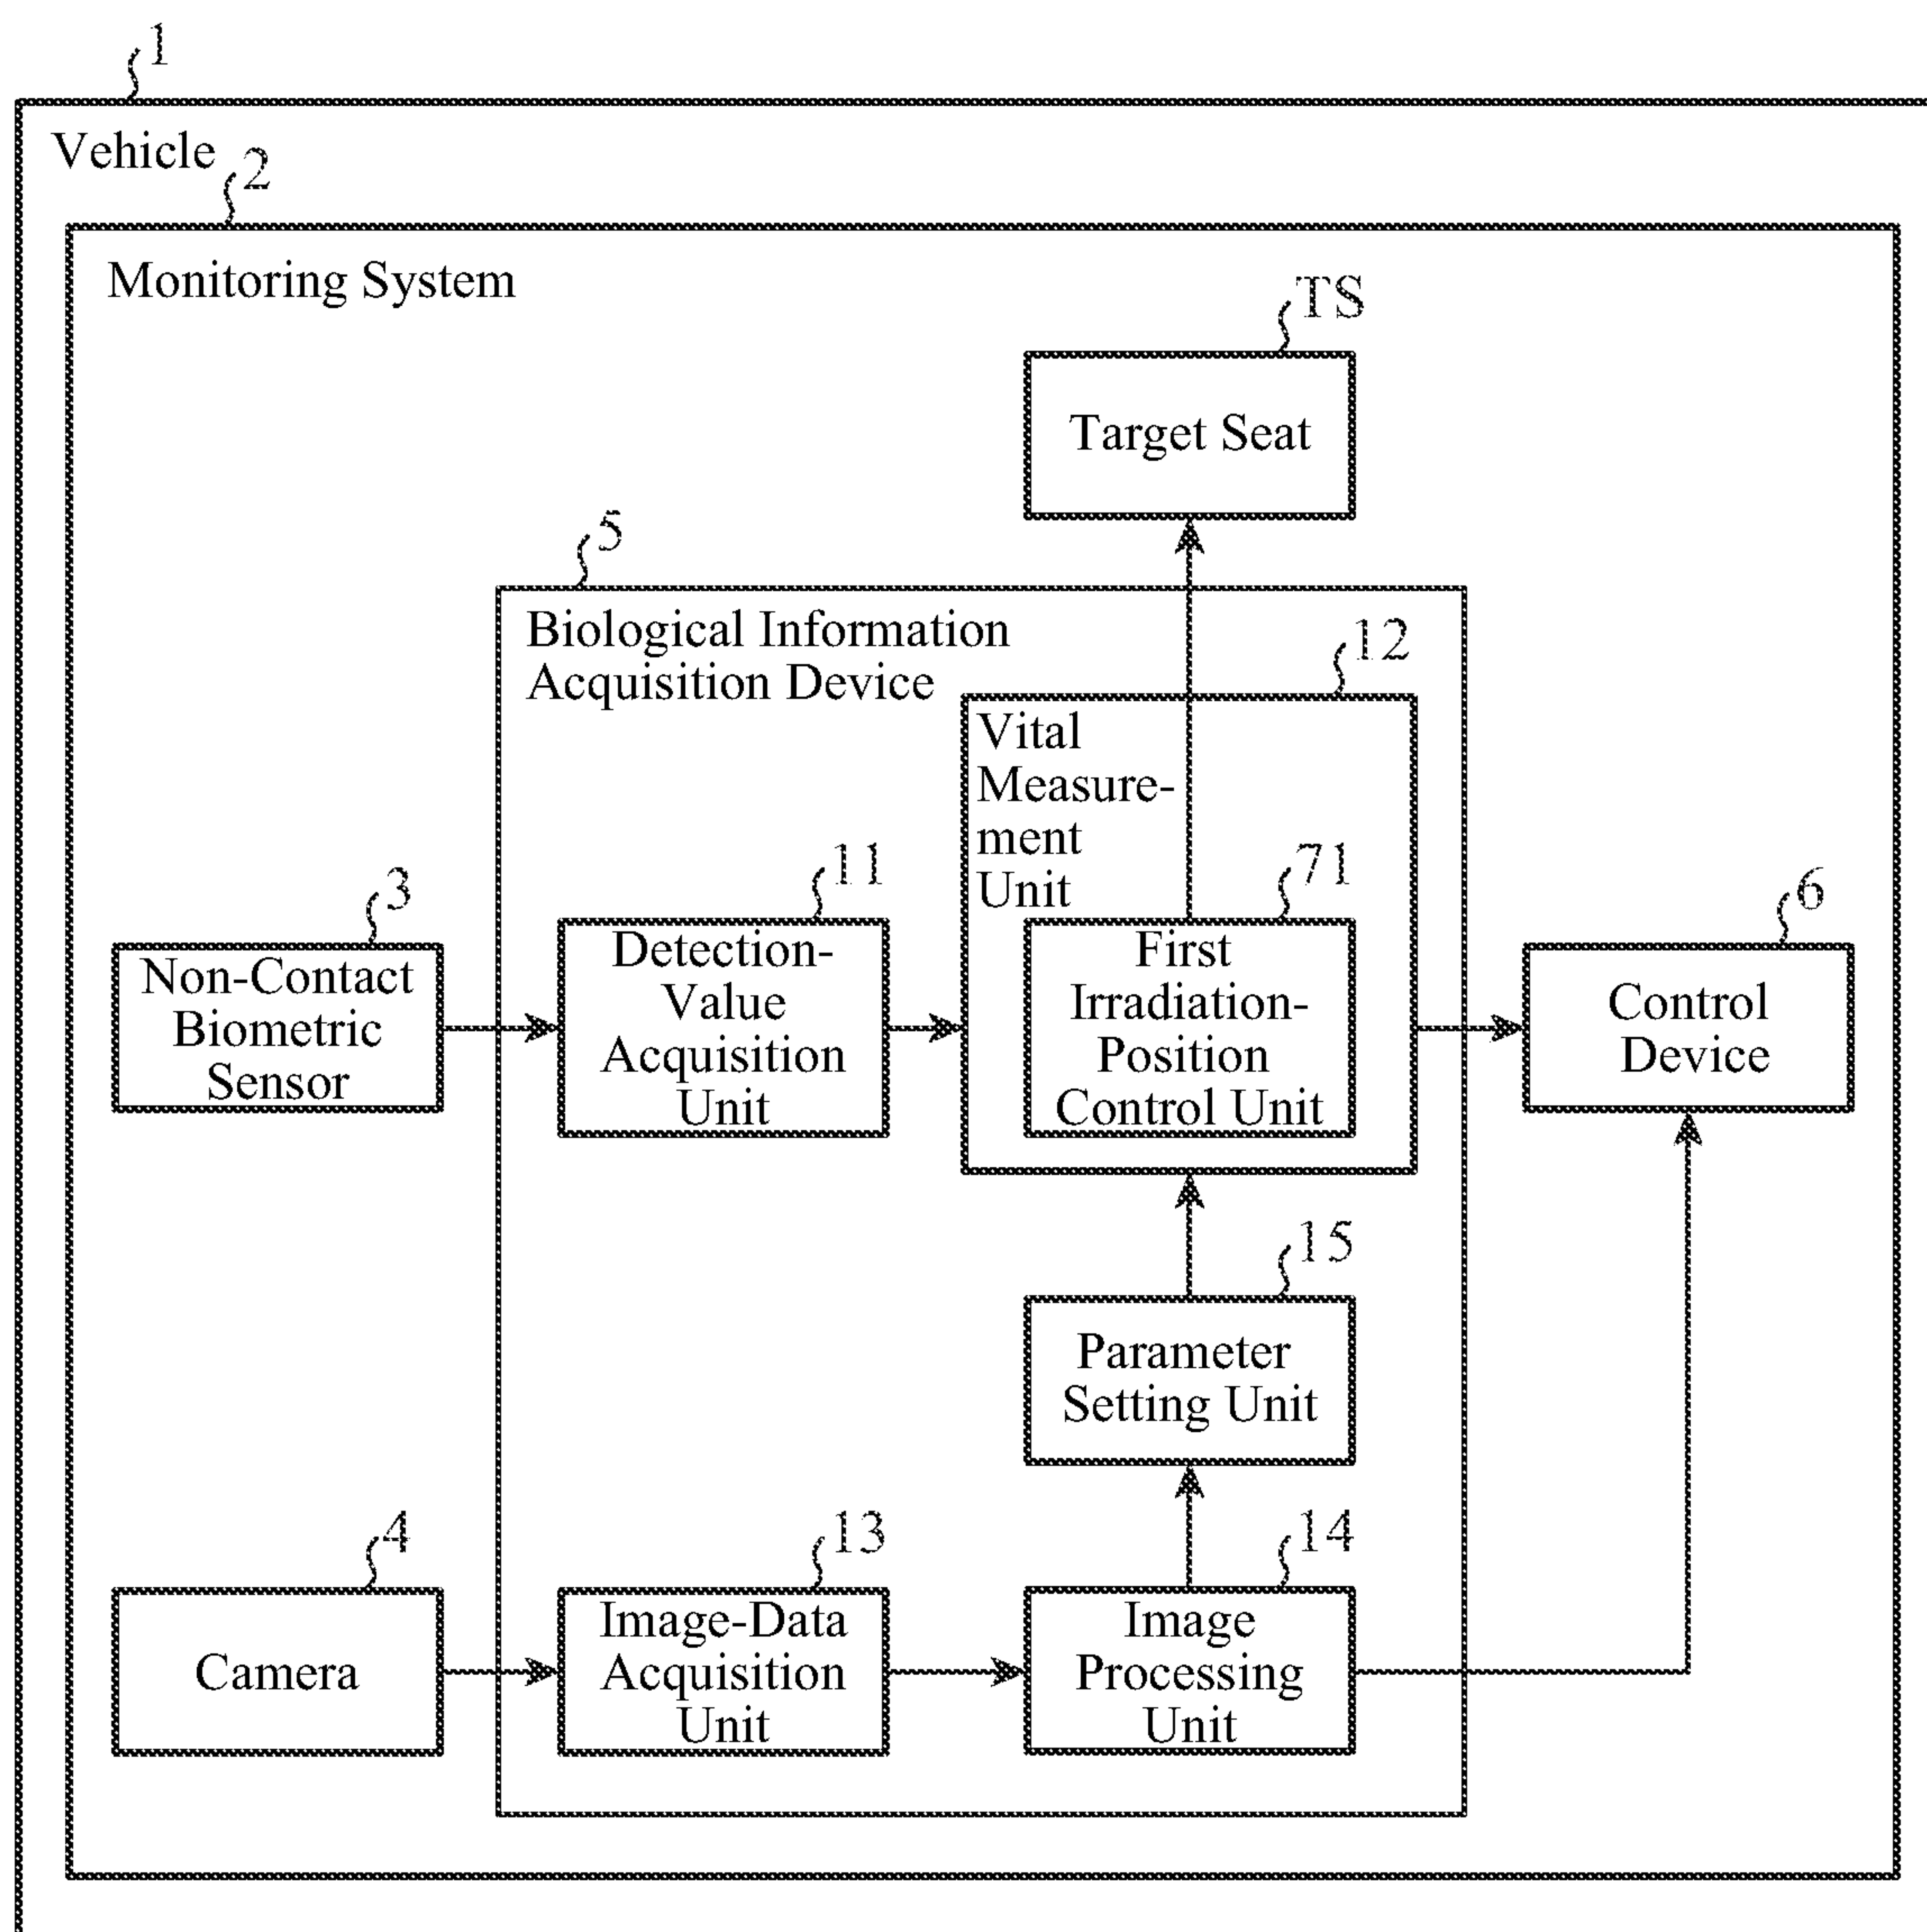 1
Vehicle
2
Monitoring System
TS
Target Seat
5
Biological Information
Acquisition Device
12
Vital
Measure-
ment
Unit
3
Non-Contact
Biometric
Sensor
11
Detection-
Value
Acquisition
Unit
71
First
Irradiation-
Position
Control Unit
6
Control
Device
15
Parameter
Setting Unit
4
Camera
13
Image-Data
Acquisition
Unit
14
Image
Processing
Unit